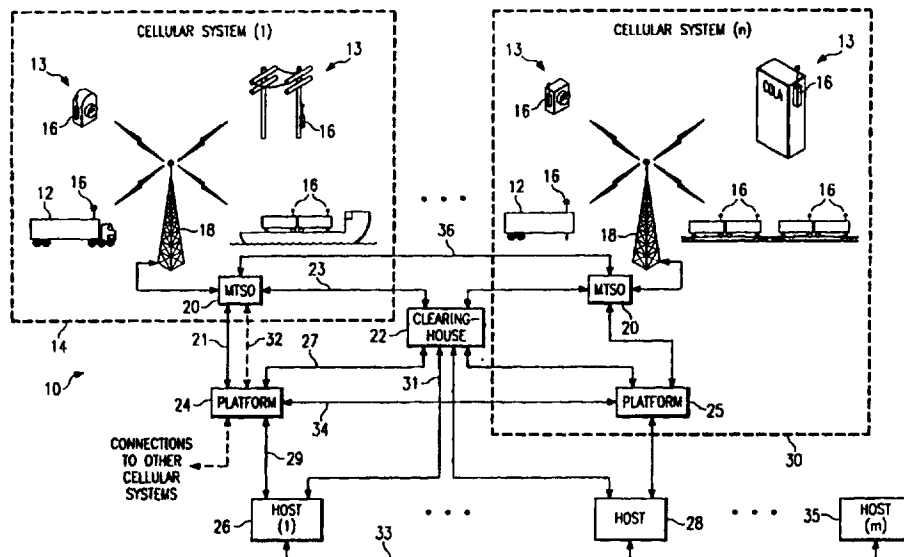 CELLULAR SYSTEM (1)
13
16
13
16
12
16
18
16
MTSO
20
14
21
32
23
10
CELLULAR SYSTEM (n)
13
16
13
COLA
16
12
16
18
16
16
MTSO
20
36
CLEARING-
HOUSE
22
27
31
24
PLATFORM
34
PLATFORM
25
30
CONNECTIONS
TO OTHER
CELLULAR
SYSTEMS
29
26
HOST
(1)
33
HOST
28
35
HOST
(m)